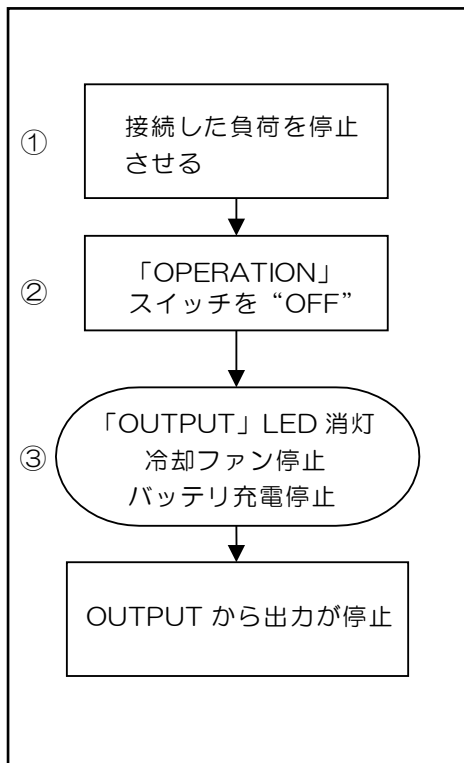 ①
接続した負荷を停止
させる
②
「OPERATION」
スイッチを “OFF”
③
「OUTPUT」LED 消灯
冷却ファン停止
バッテリ充電停止
OUTPUT から出力が停止